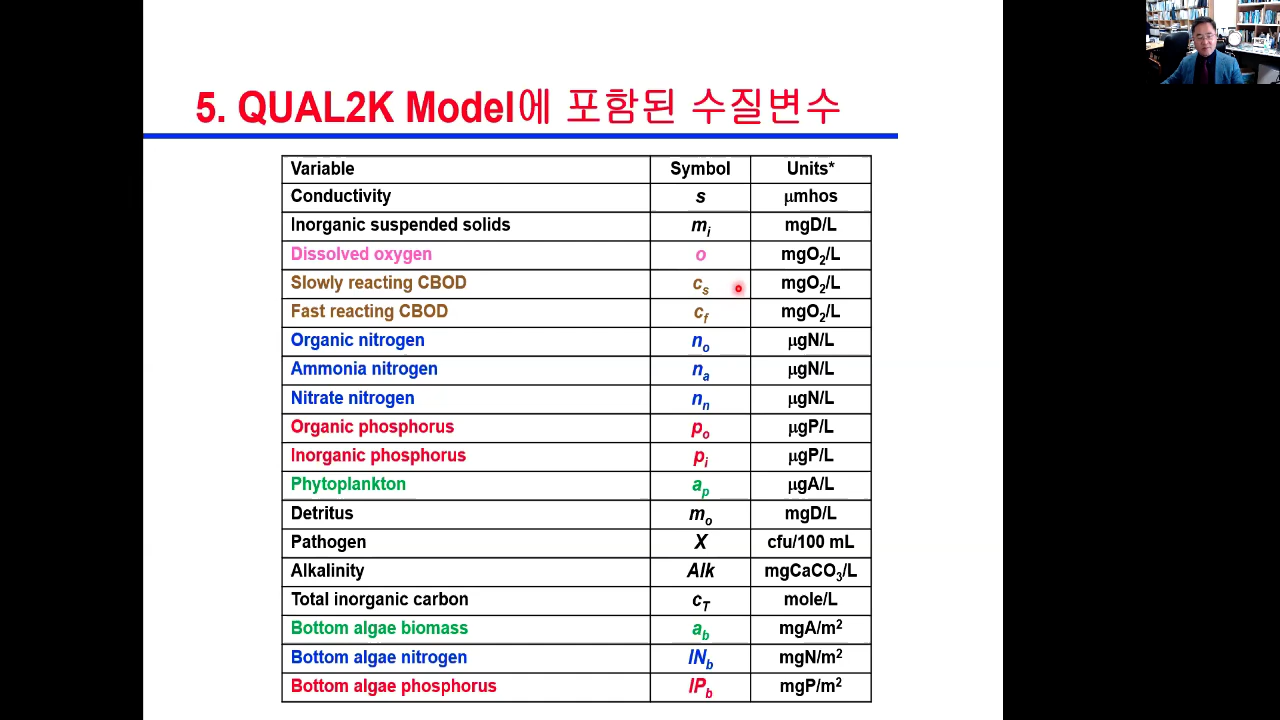 5. QUAL2K Model에 포함된 수질변수
Variable Symbol Units*
Conductivity s μmhos
Inorganic suspended solids mi mgD/L
Dissolved oxygen o mgO2/L
Slowly reacting CBOD cs mgO2/L
Fast reacting CBOD cf mgO2/L
Organic nitrogen no μgN/L
Ammonia nitrogen na μgN/L
Nitrate nitrogen nn μgN/L
Organic phosphorus po μgP/L
Inorganic phosphorus pi μgP/L
Phytoplankton ap μgA/L
Detritus mo mgD/L
Pathogen X cfu/100 mL
Alkalinity Alk mgCaCO3/L
Total inorganic carbon cT mole/L
Bottom algae biomass ab mgA/m2
Bottom algae nitrogen INb mgN/m2
Bottom algae phosphorus IPb mgP/m2